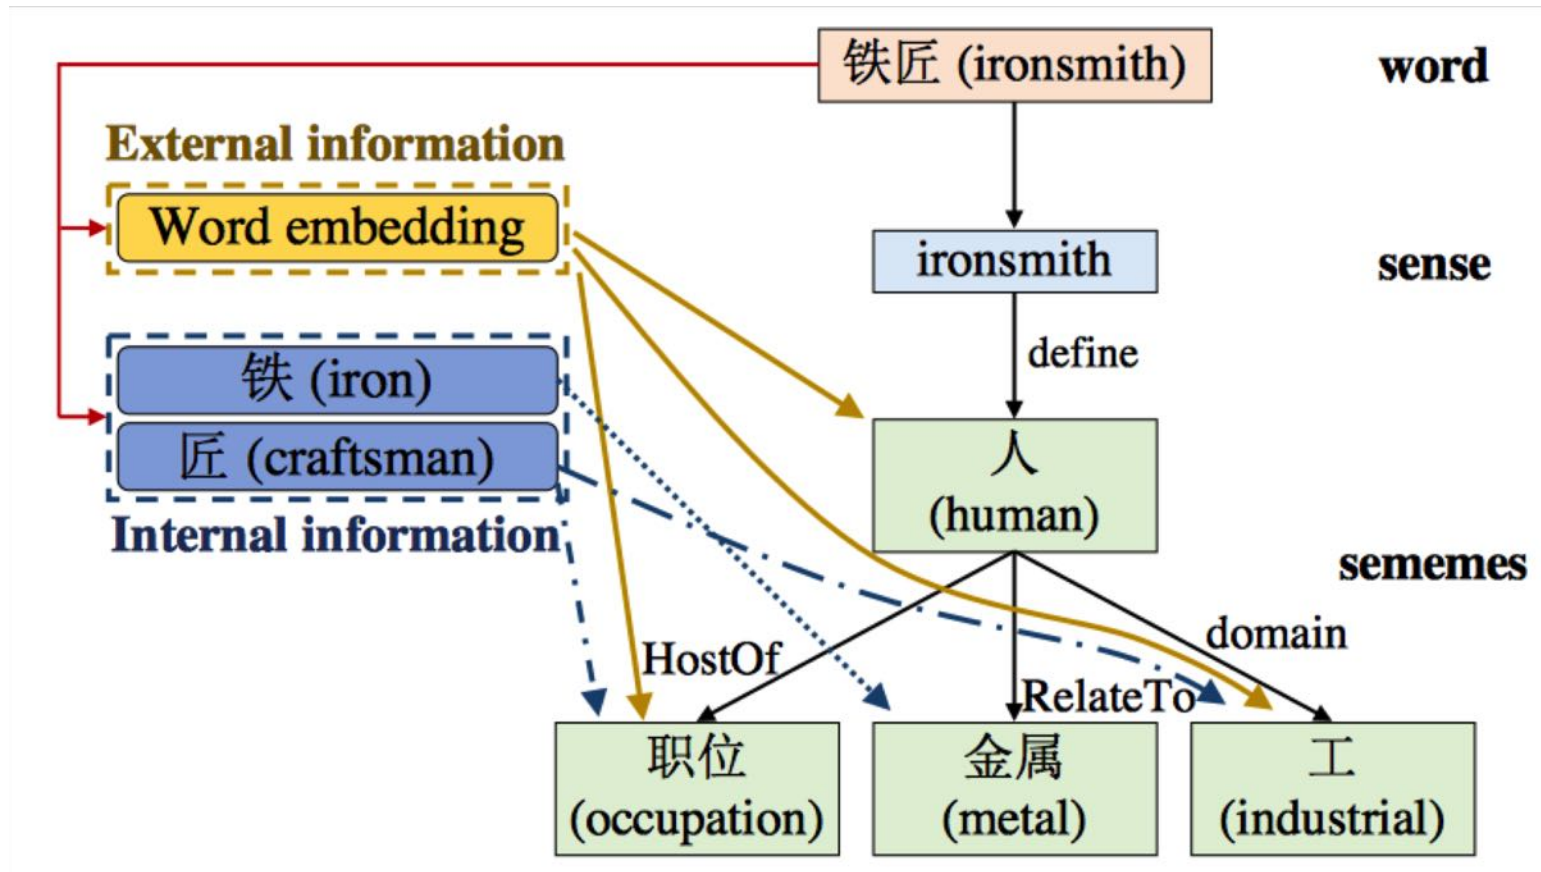 铁匠 (ironsmith)
word
External information
Word embedding
ironsmith
sense
铁 (iron)
define
匠 (craftsman)
人
(human)
Internal information
sememes
HostOf
RelateTo
domain
职位
(occupation)
金属
(metal)
工
(industrial)